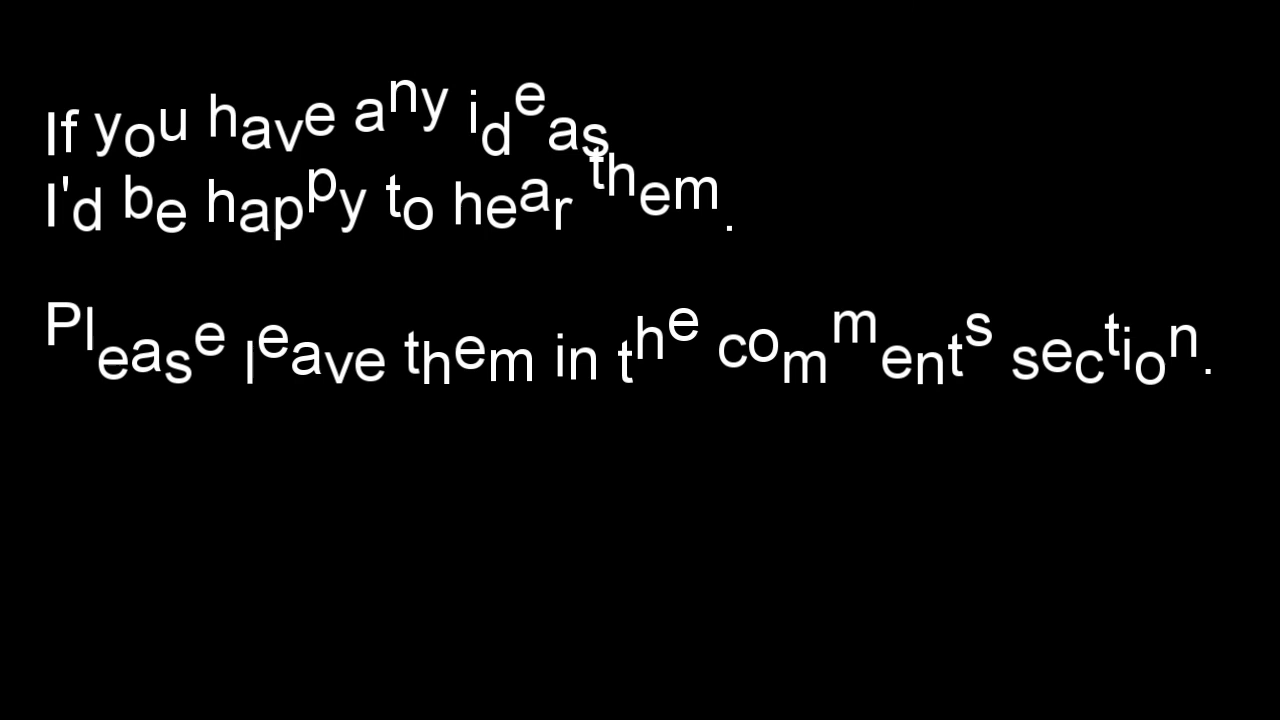 If you have any ideas
I'd be happy to hear them.
Please leave them in the comments section.